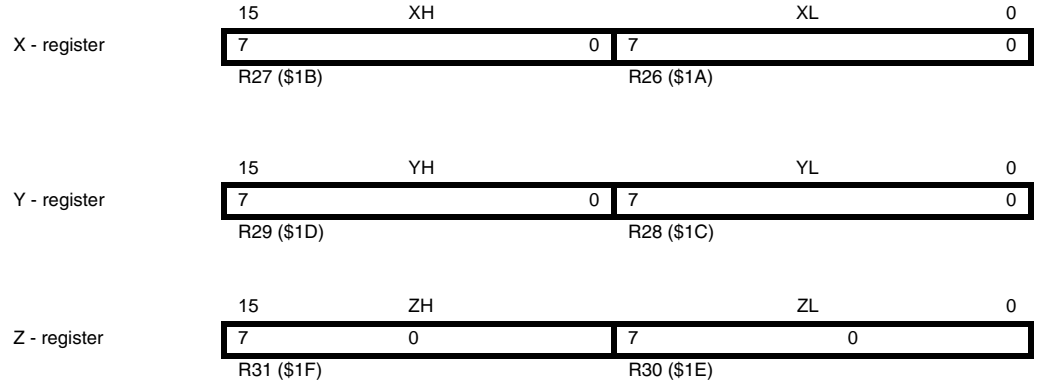 15 XH XL 0
X - register 7 0 7 0
R27 ($1B) R26 ($1A)
15 YH YL 0
Y - register 7 0 7 0
R29 ($1D) R28 ($1C)
15 ZH ZL 0
Z - register 7 0 7 0
R31 ($1F) R30 ($1E)